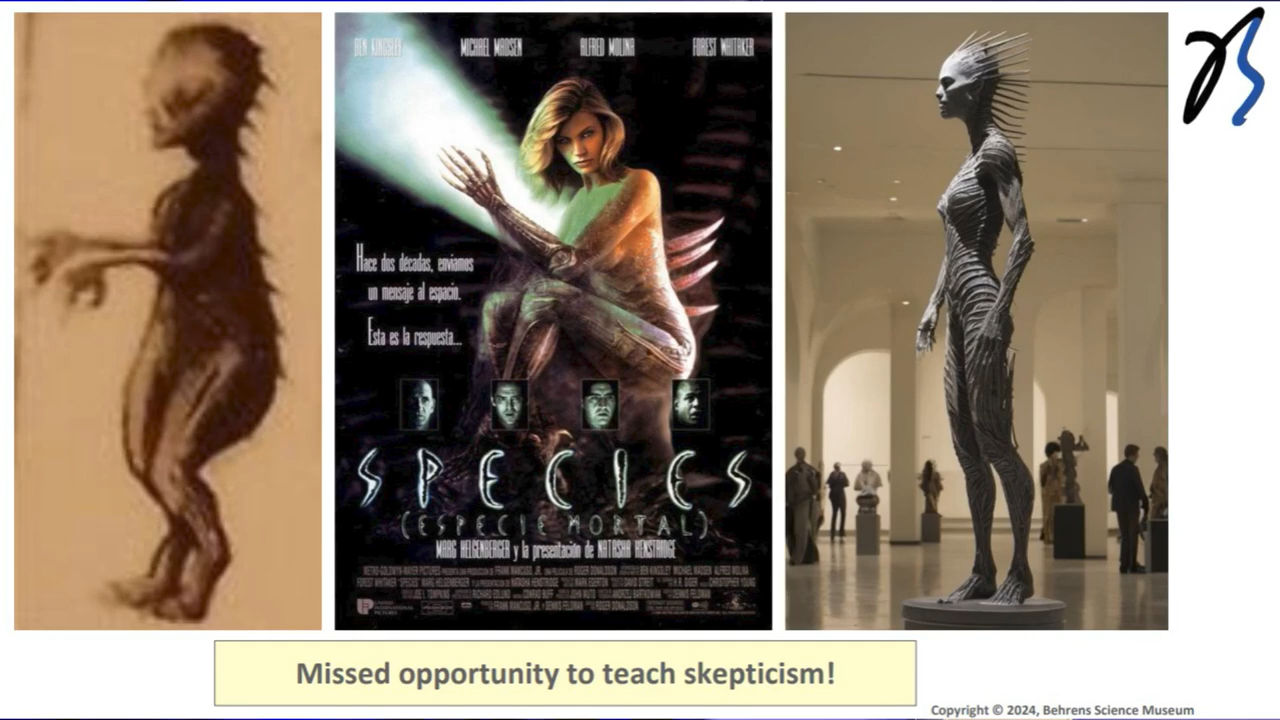 BEN KINGSLEY MICHAEL MADSEN ALFRED MOLINA FOREST WHITAKER
Hace dos décadas, enviamos
un mensaje al espacio.
Esta es la respuesta...
SPECIES
(ESPECIE MORTAL)
MARG HELGENBERGER y la presentación de NATASHA HENSTRIDGE
Missed opportunity to teach skepticism!
Copyright © 2024, Behrens Science Museum